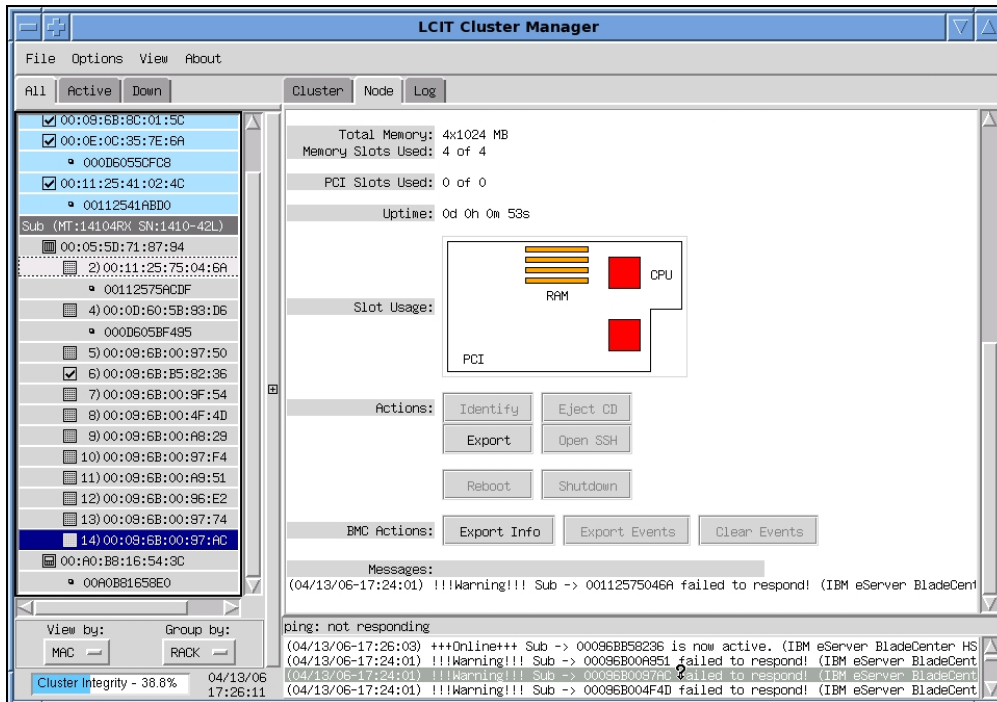 LCIT Cluster Manager
File Options View About
All Active Down
Cluster Node Log
00:09:6B:8C:01:5C
00:0E:0C:35:7E:6A
000D6055CFC8
00:11:25:41:02:4C
00112541ABD0
Sub (MT:14104RX SN:1410-42L)
00:05:5D:71:87:94
2)00:11:25:75:04:6A
00112575ACDF
4)00:0D:60:5B:93:D6
000D605BF495
5)00:09:6B:00:97:50
6)00:09:6B:B5:82:36
7)00:09:6B:00:9F:54
8)00:09:6B:00:4F:4D
9)00:09:6B:00:A8:29
10)00:09:6B:00:97:F4
11)00:09:6B:00:A9:51
12)00:09:6B:00:96:E2
13)00:09:6B:00:97:74
14)00:09:6B:00:97:AC
00:A0:B8:16:54:3C
00A0B81658E0
View by: Group by:
MAC RACK
Cluster Integrity - 38.8% 04/13/06
17:26:11
Total Memory: 4x1024 MB
Memory Slots Used: 4 of 4
PCI Slots Used: 0 of 0
Uptime: 0d 0h 0m 53s
Slot Usage:
CPU
RAM
PCI
Actions: Identify Eject CD
Export Open SSH
Reboot Shutdown
BMC Actions: Export Info Export Events Clear Events
Messages:
(04/13/06-17:24:01) !!!Warning!!! Sub -> 00112575046A failed to respond! (IBM eServer BladeCent
ping: not responding
(04/13/06-17:26:03) +++Online+++ Sub -> 00096BB58236 is now active. (IBM eServer BladeCenter HS
(04/13/06-17:24:01) !!!Warning!!! Sub -> 00096B00A951 failed to respond! (IBM eServer BladeCent
(04/13/06-17:24:01) !!!Warning!!! Sub -> 00096B0097AC failed to respond! (IBM eServer BladeCent
(04/13/06-17:24:01) !!!Warning!!! Sub -> 00096B004F4D failed to respond! (IBM eServer BladeCent